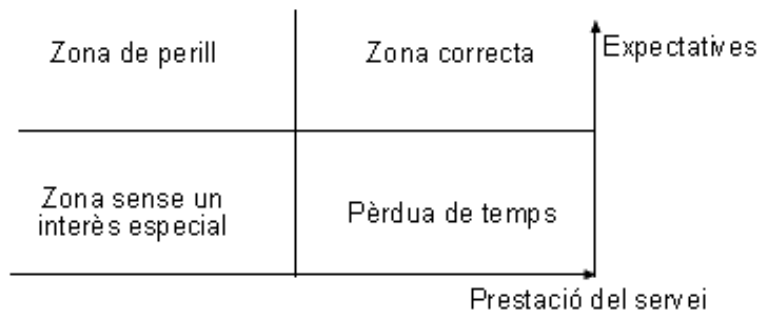 Zona de perill
Zona correcta
Expectatives
Zona sense un
interès especial
Pèrdua de temps
Prestació del servei